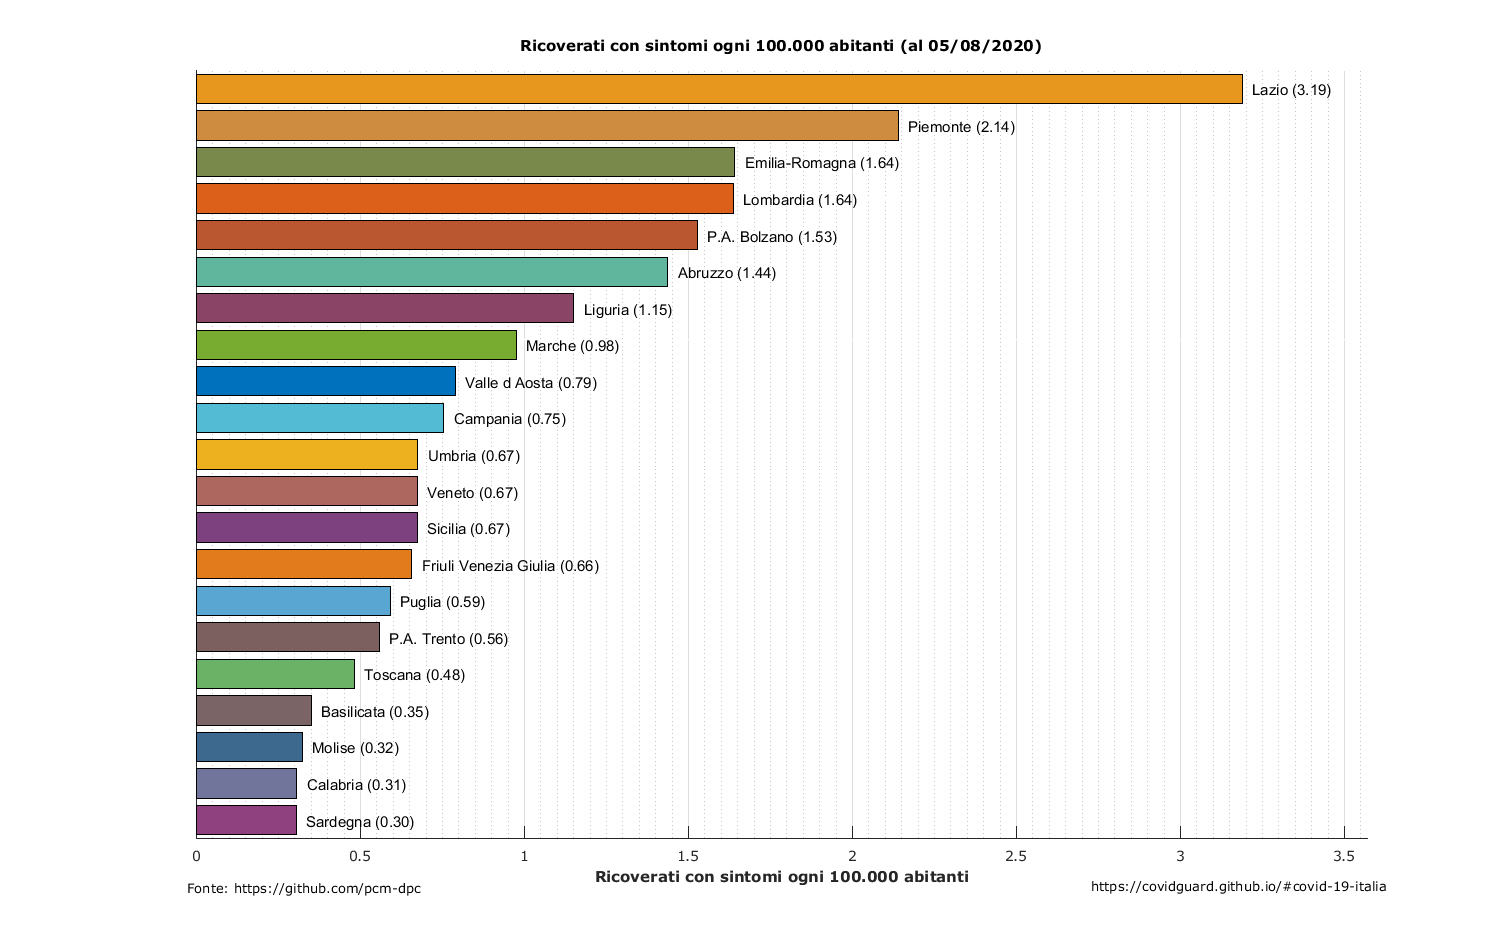 Ricoverati con sintomi ogni 100.000 abitanti (al 05/08/2020)
Lazio (3.19)
Piemonte (2.14)
Emilia-Romagna (1.64)
Lombardia (1.64)
P.A. Bolzano (1.53)
Abruzzo (1.44)
Liguria (1.15)
Marche (0.98)
Valle d Aosta (0.79)
Campania (0.75)
Umbria (0.67)
Veneto (0.67)
Sicilia (0.67)
Friuli Venezia Giulia (0.66)
Puglia (0.59)
P.A. Trento (0.56)
Toscana (0.48)
Basilicata (0.35)
Molise (0.32)
Calabria (0.31)
Sardegna (0.30)
0 0.5 1 1.5 2 2.5 3 3.5
Ricoverati con sintomi ogni 100.000 abitanti
Fonte: https://github.com/pcm-dpc
https://covidguard.github.io/#covid-19-italia